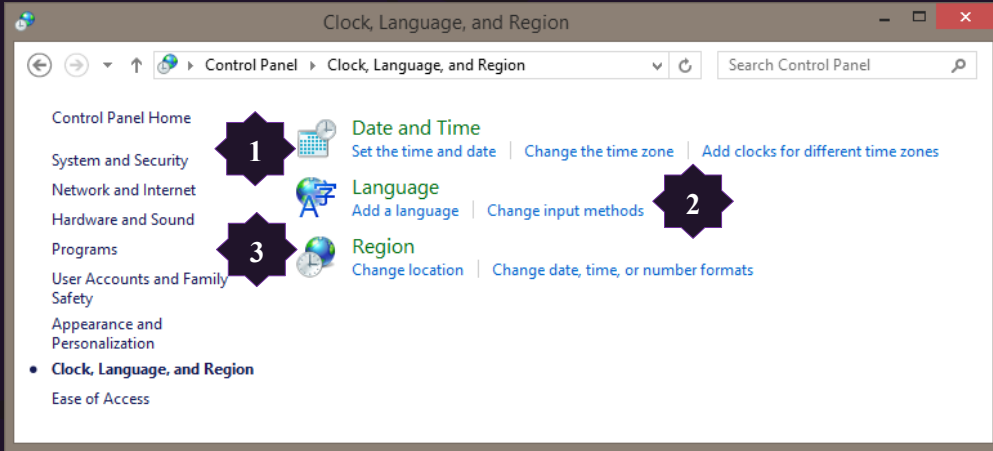 Clock, Language, and Region
Control Panel Clock, Language, and Region
Search Control Panel
Control Panel Home
System and Security
Network and Internet
Hardware and Sound
Programs
User Accounts and Family
Safety
Appearance and
Personalization
Clock, Language, and Region
Ease of Access
1
Date and Time
Set the time and date Change the time zone Add clocks for different time zones
Language
Add a language Change input methods
2
3
Region
Change location Change date, time, or number formats